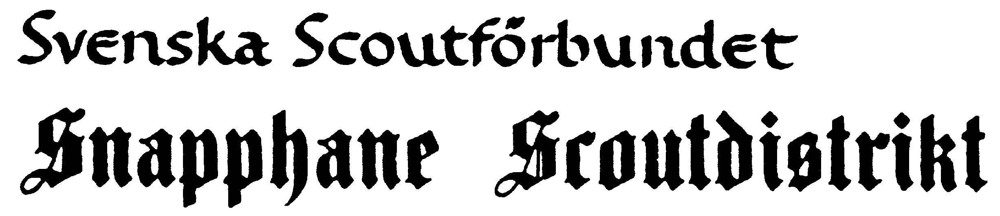 Svenska Scoutförbundet
Snapphane Scoutdistrikt